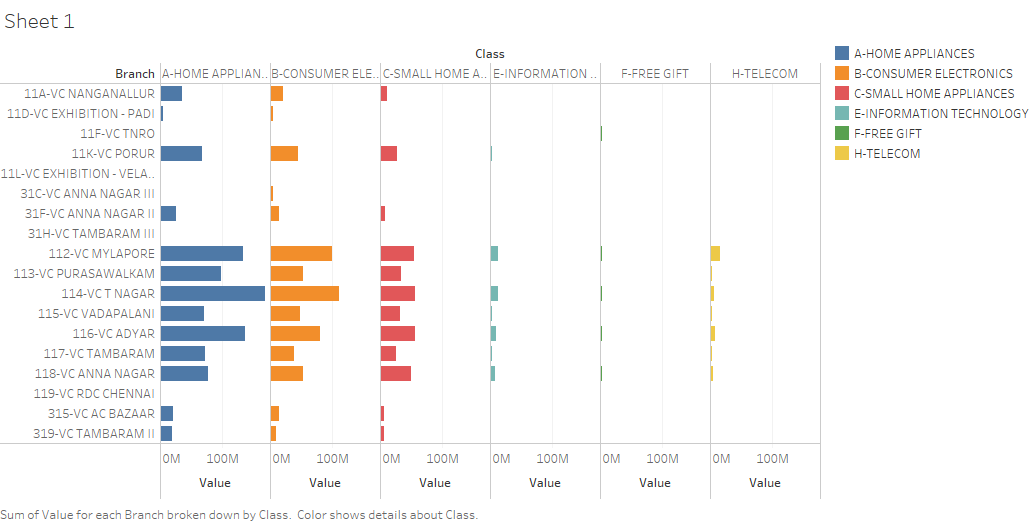 Sheet 1
Class
Branch A-HOME APPLIAN.. B-CONSUMER ELE.. C-SMALL HOME A.. E-INFORMATION .. F-FREE GIFT H-TELECOM
11A-VC NANGANALLUR
11D-VC EXHIBITION - PADI
11F-VC TNRO
11K-VC PORUR
11L-VC EXHIBITION - VELA..
31C-VC ANNA NAGAR III
31F-VC ANNA NAGAR II
31H-VC TAMBARAM III
112-VC MYLAPORE
113-VC PURASAWALKAM
114-VC T NAGAR
115-VC VADAPALANI
116-VC ADYAR
117-VC TAMBARAM
118-VC ANNA NAGAR
119-VC RDC CHENNAI
315-VC AC BAZAAR
319-VC TAMBARAM II
0M 100M 0M 100M 0M 100M 0M 100M 0M 100M 0M 100M
Value Value Value Value Value Value
A-HOME APPLIANCES
B-CONSUMER ELECTRONICS
C-SMALL HOME APPLIANCES
E-INFORMATION TECHNOLOGY
F-FREE GIFT
H-TELECOM
Sum of Value for each Branch broken down by Class. Color shows details about Class.